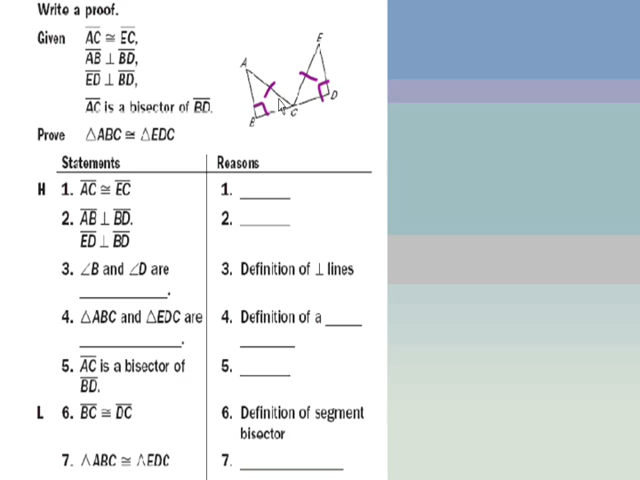 Write a proof.
Given AC ≅ EC,
AB ⊥ BD,
ED ⊥ BD,
AC is a bisector of BD.
Prove △ABC ≅ △EDC
A E B C D
Statements Reasons
H 1. AC ≅ EC 1. ______
2. AB ⊥ BD. 2. ______
ED ⊥ BD
3. ∠B and ∠D are 3. Definition of ⊥ lines
__________.
4. △ABC and △EDC are 4. Definition of a _____
____________. ______
5. AC is a bisector of 5. ______
BD.
L 6. BC ≅ DC 6. Definition of segment
bisector
7. △ABC ≅ △EDC 7. ____________